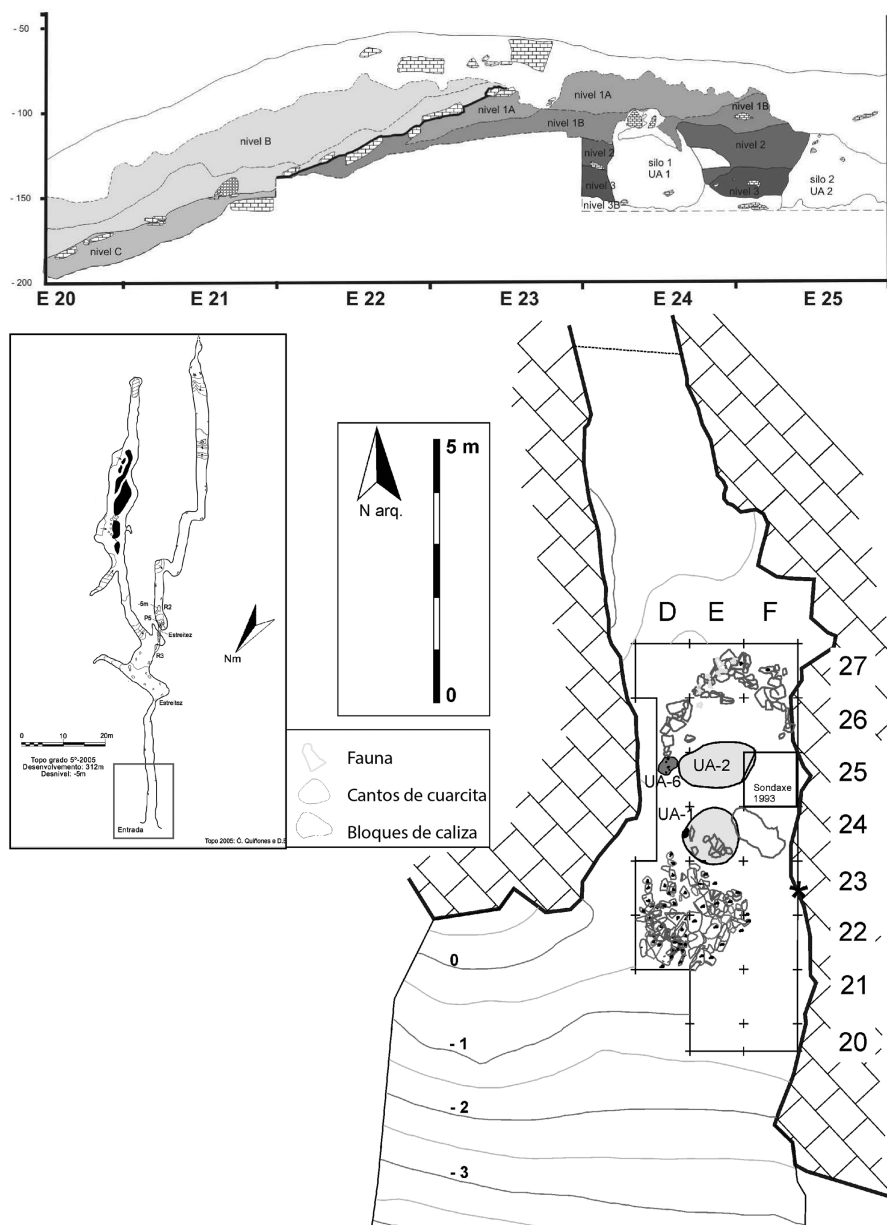 - 50
- 100
- 150
- 200
nivel B
nivel C
nivel 1A
nivel 1B
nivel 1A
nivel 1B
nivel 2
nivel 3
nivel 3B
silo 1
UA 1
nivel 2
nivel 3
silo 2
UA 2
E 20 E 21 E 22 E 23 E 24 E 25
-5m
R2
P5
Estreitez
R3
Estreitez
Nm
0 10 20m
Topo grado 5º-2005
Desenvolvemento: 312m
Desnivel: -5m
Entrada
Topo 2005: C. Quiñones e D.
5 m
0
N arq.
Fauna
Cantos de cuarcita
Bloques de caliza
D E F
27
26
25
24
23
22
21
20
UA-2
UA-6
Sondaxe
1993
UA-1
*
0
- 1
- 2
- 3